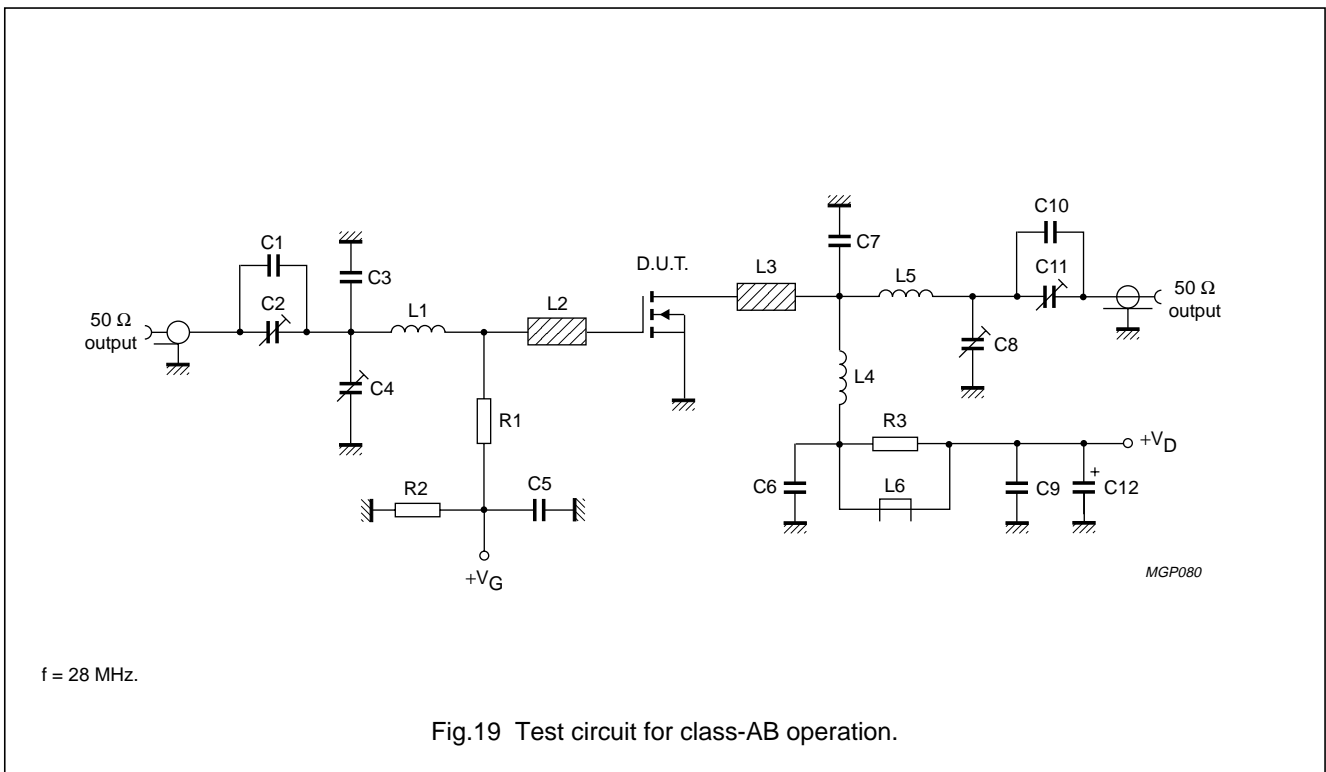 50 Ω
output
C1
C2
C3
C4
L1
R1
R2
C5
+VG
L2
D.U.T.
L3
C7
L4
L5
C8
C10
C11
50 Ω
output
R3
L6
C6
C9
+
C12
+VD
MGP080
f = 28 MHz.
Fig.19 Test circuit for class-AB operation.